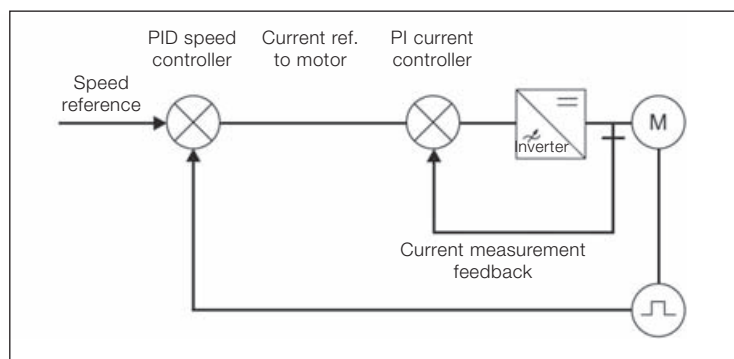 PID speed
controller
Current ref.
to motor
PI current
controller
Speed
reference
Inverter
M
Current measurement
feedback